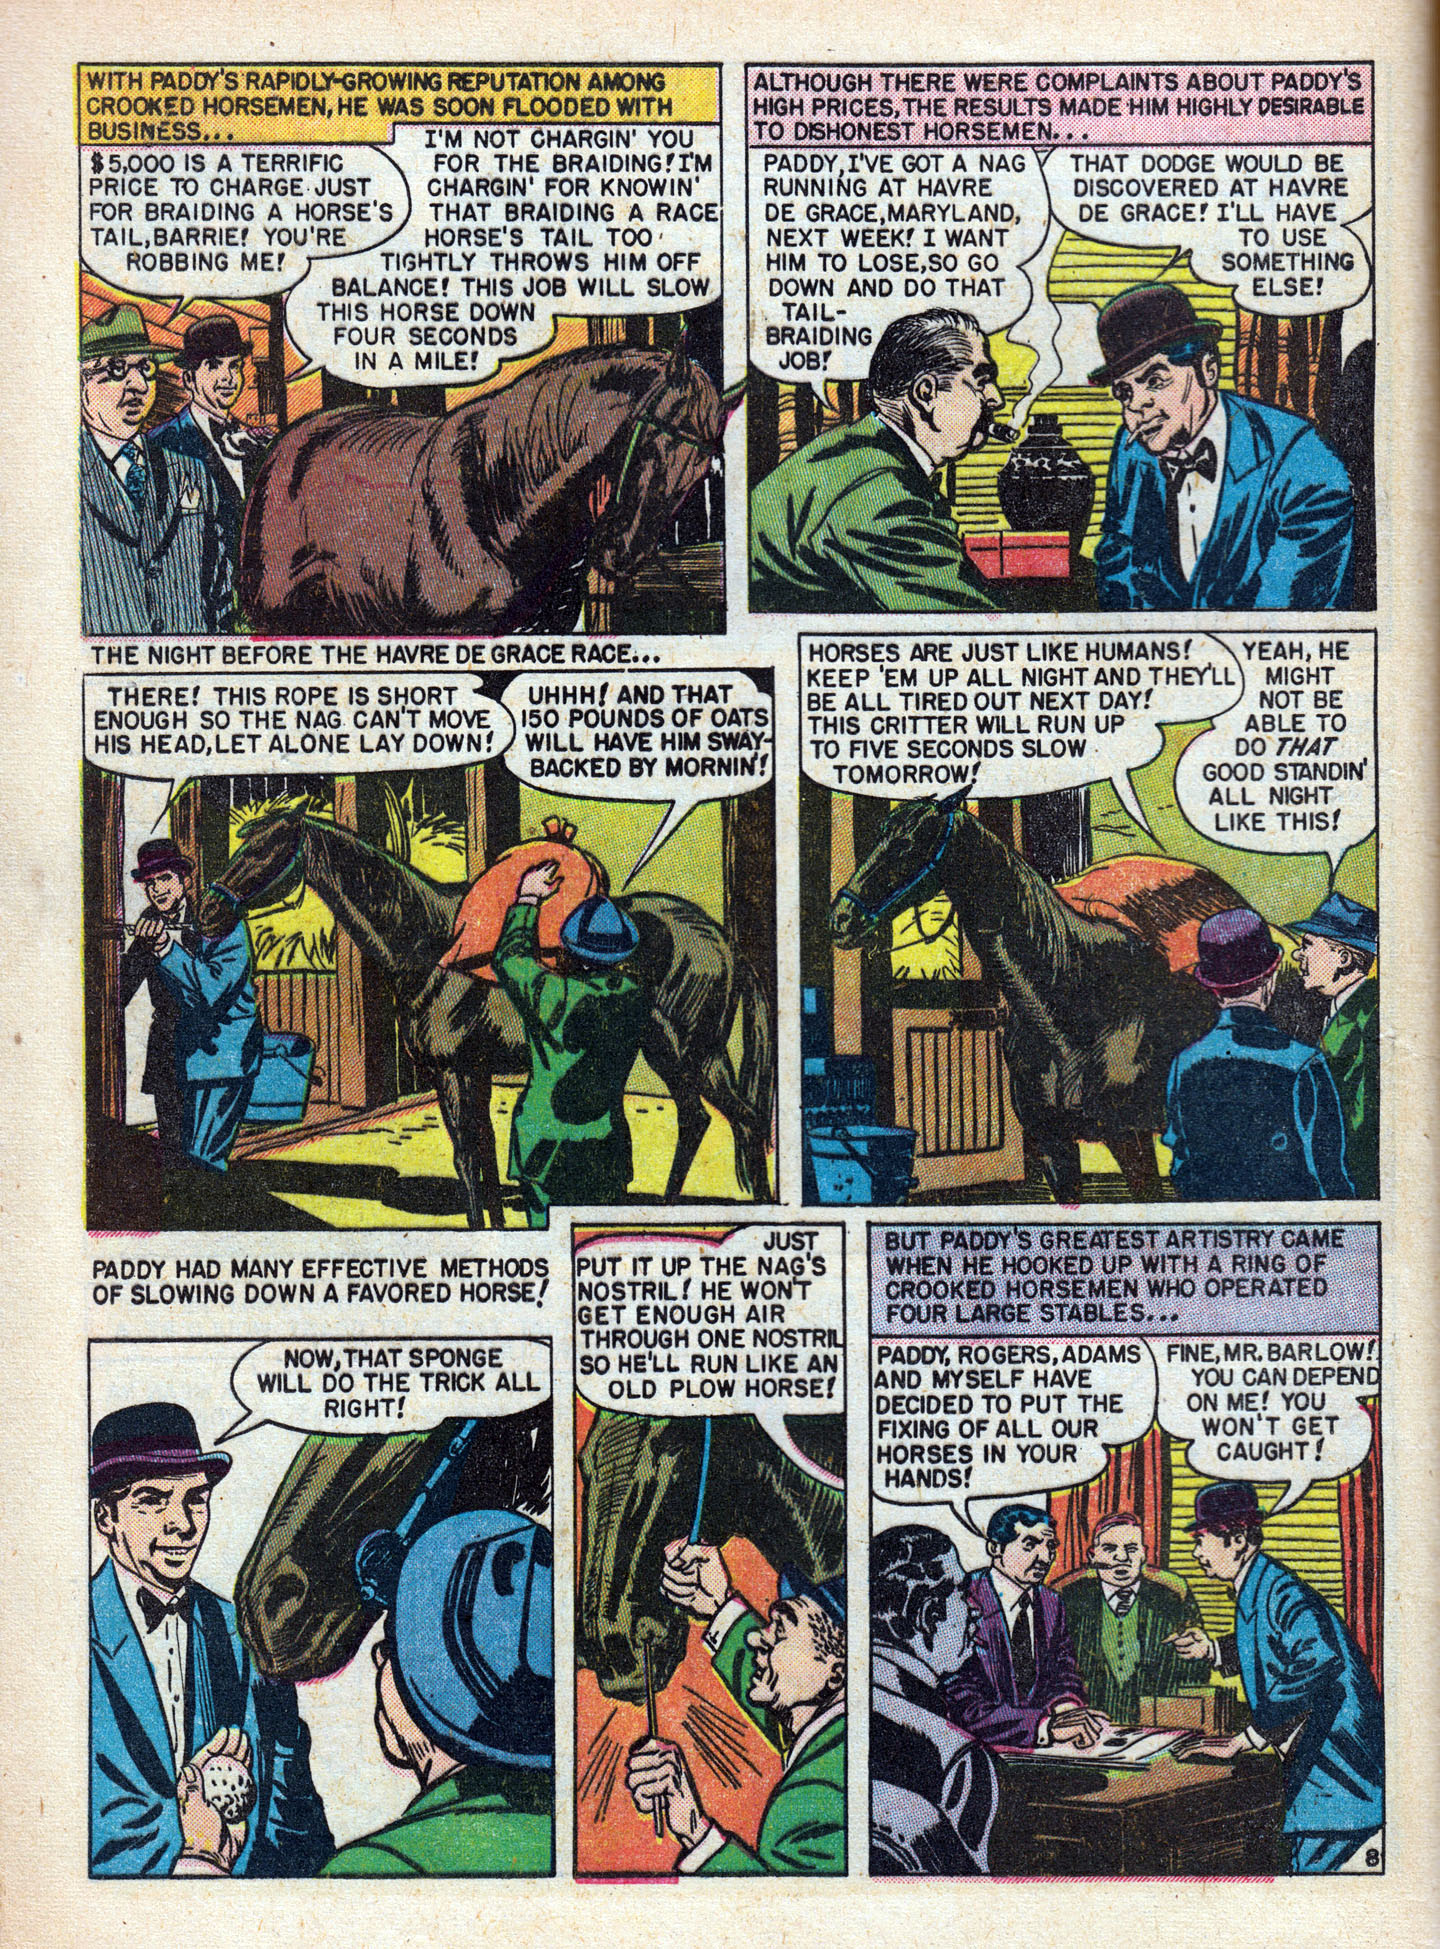 WITH PADDY'S RAPIDLY-GROWING REPUTATION AMONG
CROOKED HORSEMEN, HE WAS SOON FLOODED WITH
BUSINESS...
$5,000 IS A TERRIFIC
PRICE TO CHARGE JUST
FOR BRAIDING A HORSE'S
TAIL, BARRIE! YOU'RE
ROBBING ME!
I'M NOT CHARGIN' YOU
FOR THE BRAIDING! I'M
CHARGIN' FOR KNOWIN'
THAT BRAIDING A RACE
HORSE'S TAIL TOO
TIGHTLY THROWS HIM OFF
BALANCE! THIS JOB WILL SLOW
THIS HORSE DOWN
FOUR SECONDS
IN A MILE!
ALTHOUGH THERE WERE COMPLAINTS ABOUT PADDY'S
HIGH PRICES, THE RESULTS MADE HIM HIGHLY DESIRABLE
TO DISHONEST HORSEMEN...
PADDY, I'VE GOT A NAG
RUNNING AT HAVRE
DE GRACE, MARYLAND,
NEXT WEEK! I WANT
HIM TO LOSE, SO GO
DOWN AND DO THAT
TAIL-
BRAIDING
JOB!
THAT DODGE WOULD BE
DISCOVERED AT HAVRE
DE GRACE! I'LL HAVE
TO USE
SOMETHING
ELSE!
THE NIGHT BEFORE THE HAVRE DE GRACE RACE...
THERE! THIS ROPE IS SHORT
ENOUGH SO THE NAG CAN'T MOVE
HIS HEAD, LET ALONE LAY DOWN!
UHHH! AND THAT
150 POUNDS OF OATS
WILL HAVE HIM SWAY-
BACKED BY MORNIN'!
HORSES ARE JUST LIKE HUMANS!
KEEP 'EM UP ALL NIGHT AND THEY'LL
BE ALL TIRED OUT NEXT DAY!
THIS CRITTER WILL RUN UP
TO FIVE SECONDS SLOW
TOMORROW!
YEAH, HE
MIGHT
NOT BE
ABLE TO
DO THAT
GOOD STANDIN'
ALL NIGHT
LIKE THIS!
PADDY HAD MANY EFFECTIVE METHODS
OF SLOWING DOWN A FAVORED HORSE!
NOW, THAT SPONGE
WILL DO THE TRICK ALL
RIGHT!
JUST
PUT IT UP THE NAG'S
NOSTRIL! HE WON'T
GET ENOUGH AIR
THROUGH ONE NOSTRIL
SO HE'LL RUN LIKE AN
OLD PLOW HORSE!
BUT PADDY'S GREATEST ARTISTRY CAME
WHEN HE HOOKED UP WITH A RING OF
CROOKED HORSEMEN WHO OPERATED
FOUR LARGE STABLES...
PADDY, ROGERS, ADAMS
AND MYSELF HAVE
DECIDED TO PUT THE
FIXING OF ALL OUR
HORSES IN YOUR
HANDS!
FINE, MR. BARLOW!
YOU CAN DEPEND
ON ME! YOU
WON'T GET
CAUGHT!
8